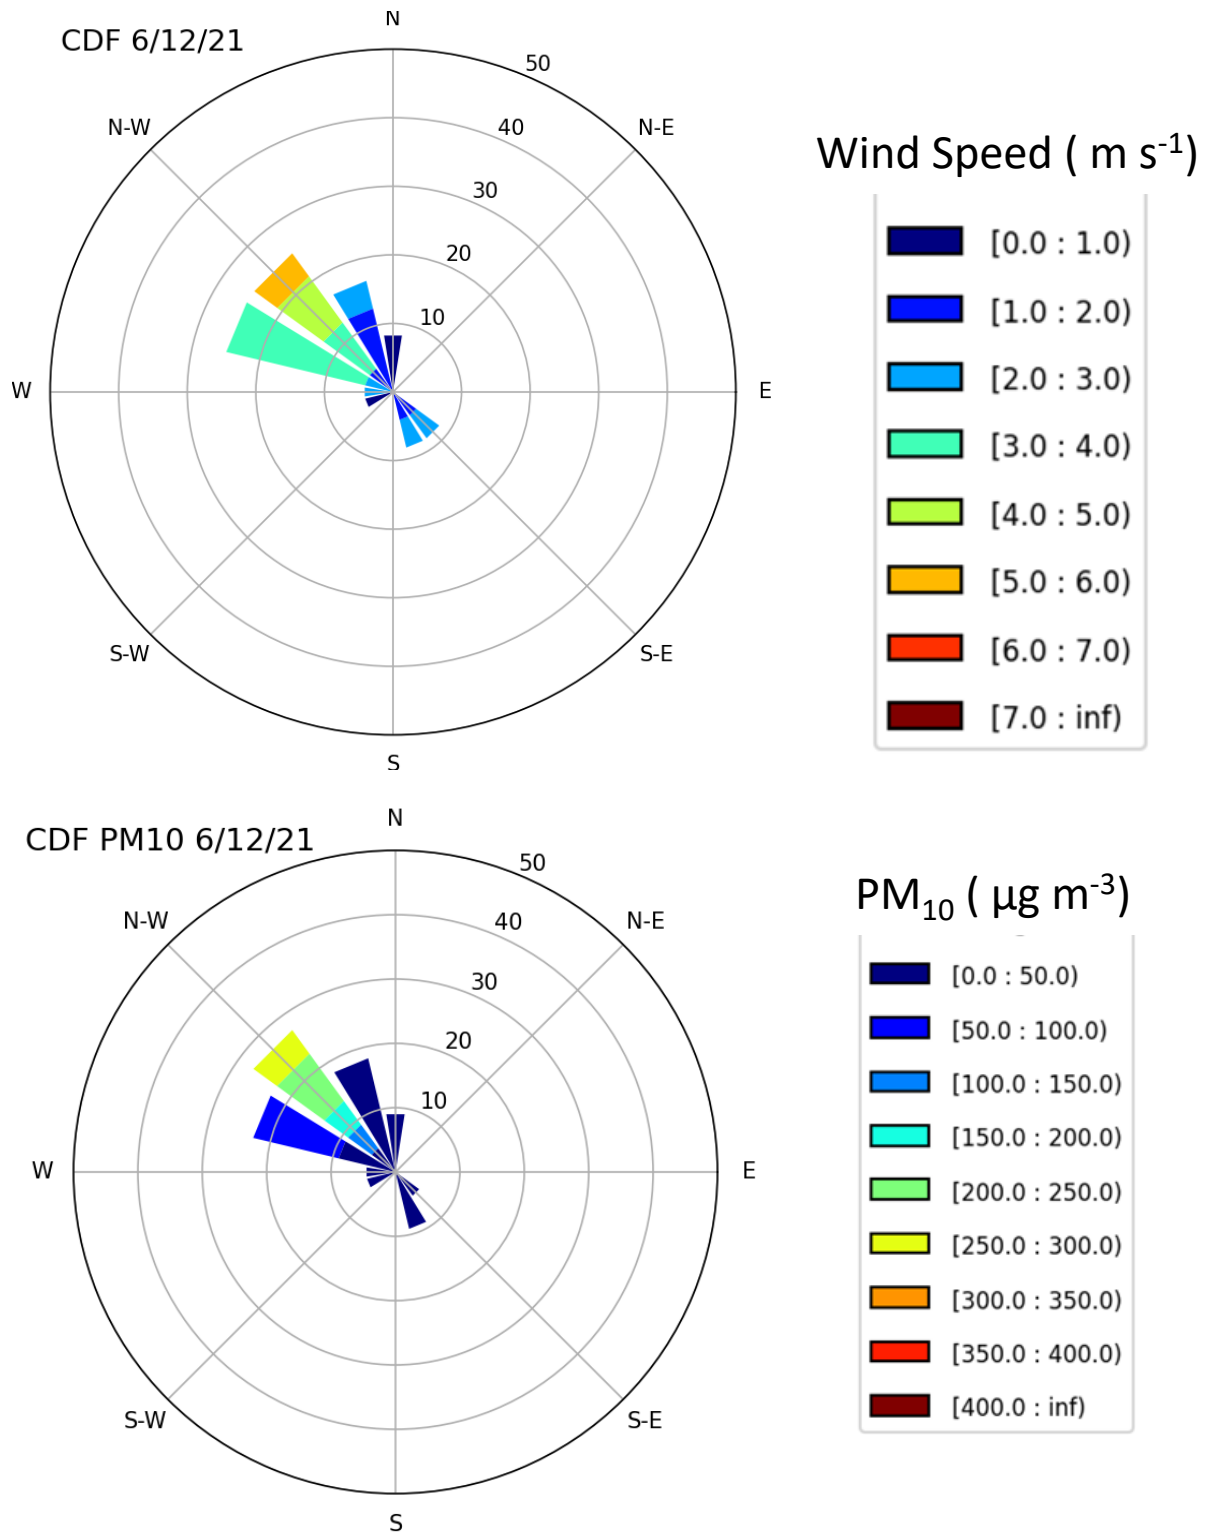 N
CDF 6/12/21
50
N-W
N-E
40
30
20
10
W
E
S-W
S-E
S
Wind Speed ( m s-1)
[0.0 : 1.0)
[1.0 : 2.0)
[2.0 : 3.0)
[3.0 : 4.0)
[4.0 : 5.0)
[5.0 : 6.0)
[6.0 : 7.0)
[7.0 : inf)
N
CDF PM10 6/12/21
50
N-W
N-E
40
30
20
10
W
E
S-W
S-E
S
PM10 ( μg m-3)
[0.0 : 50.0)
[50.0 : 100.0)
[100.0 : 150.0)
[150.0 : 200.0)
[200.0 : 250.0)
[250.0 : 300.0)
[300.0 : 350.0)
[350.0 : 400.0)
[400.0 : inf)